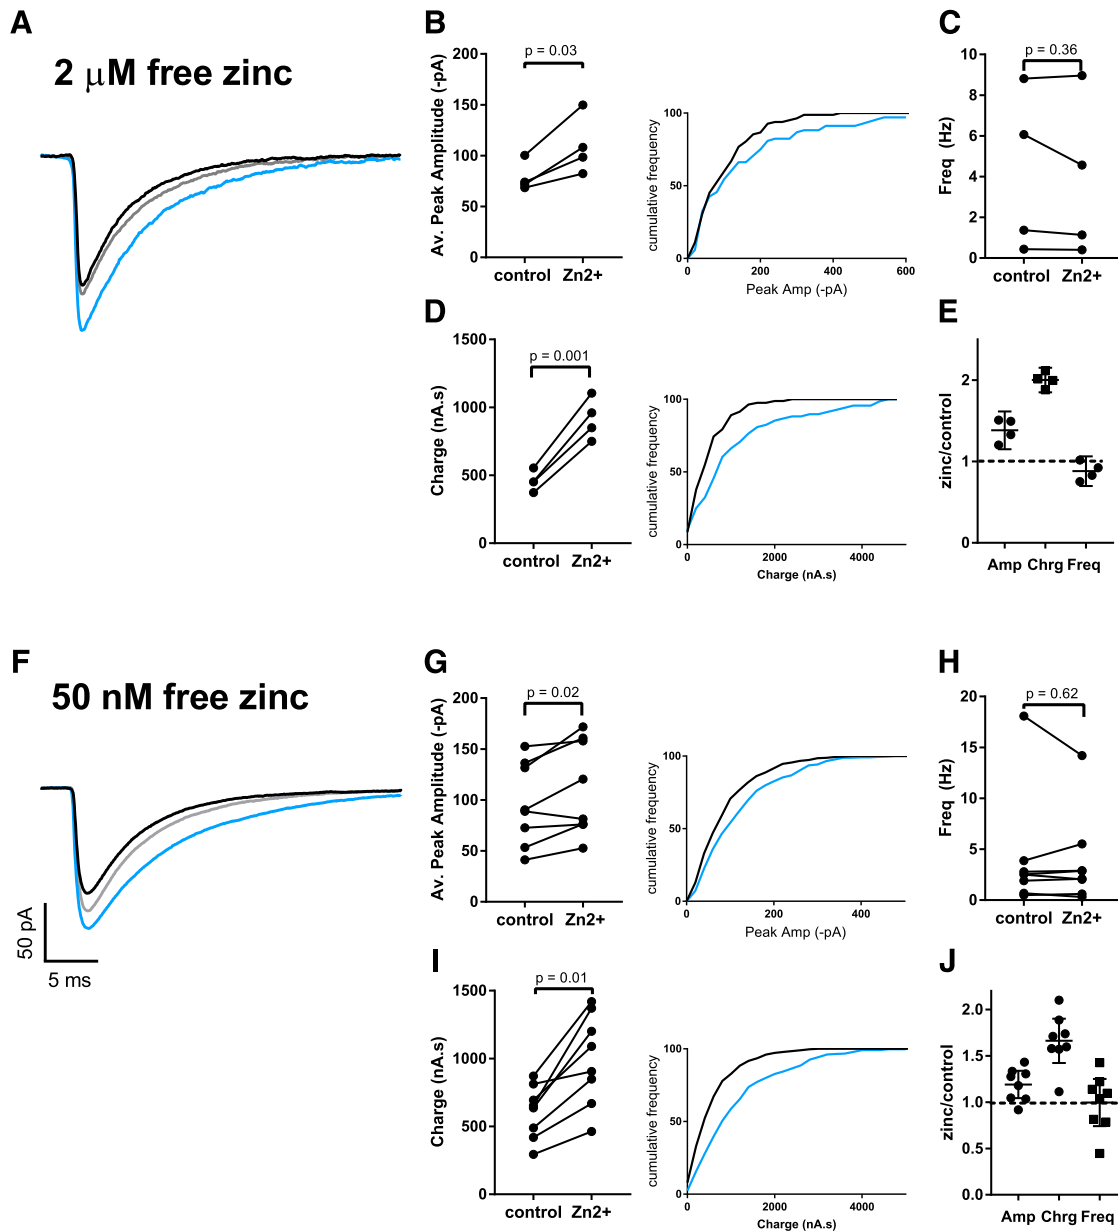 A
2 μM free zinc
B
p = 0.03
200
150
100
50
0
Av. Peak Amplitude (-pA)
control Zn2+
100
50
0
cumulative frequency
0 200 400 600
Peak Amp (-pA)
C
p = 0.36
10
8
6
4
2
0
Freq (Hz)
control Zn2+
D
p = 0.001
1500
1000
500
0
Charge (nA.s)
control Zn2+
100
50
0
cumulative frequency
0 2000 4000
Charge (nA.s)
E
2
1
0
zinc/control
Amp Chrg Freq
F
50 nM free zinc
50 pA
5 ms
G
p = 0.02
200
150
100
50
0
Av. Peak Amplitude (-pA)
control Zn2+
100
50
0
cumulative frequency
0 200 400
Peak Amp (-pA)
H
p = 0.62
20
15
10
5
0
Freq (Hz)
control Zn2+
I
p = 0.01
1500
1000
500
0
Charge (nA.s)
control Zn2+
100
50
0
cumulative frequency
0 2000 4000
Charge (nA.s)
J
2.0
1.5
1.0
0.5
0.0
zinc/control
Amp Chrg Freq